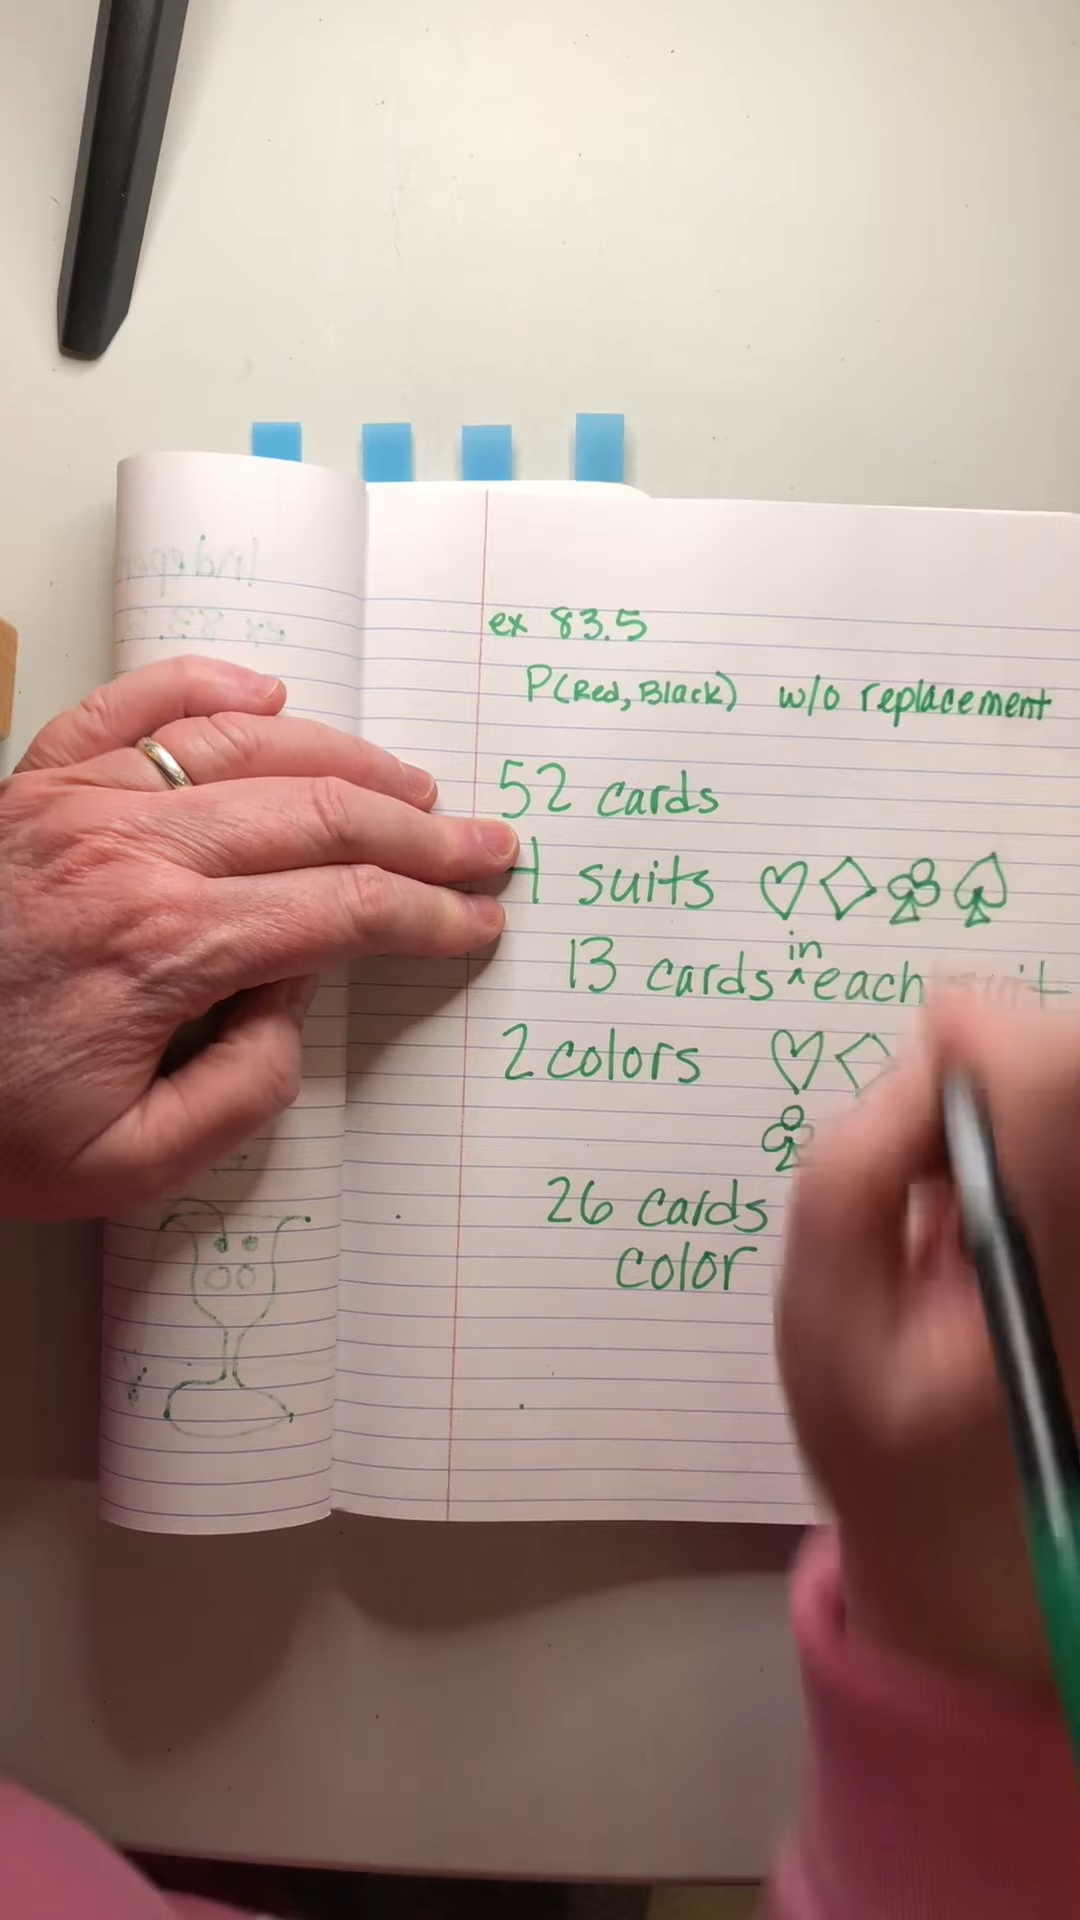 ex 83.5
P(Red, Black) w/o replacement
52 cards
4 suits
in
13 cards ^ each
2 colors
26 cards
color